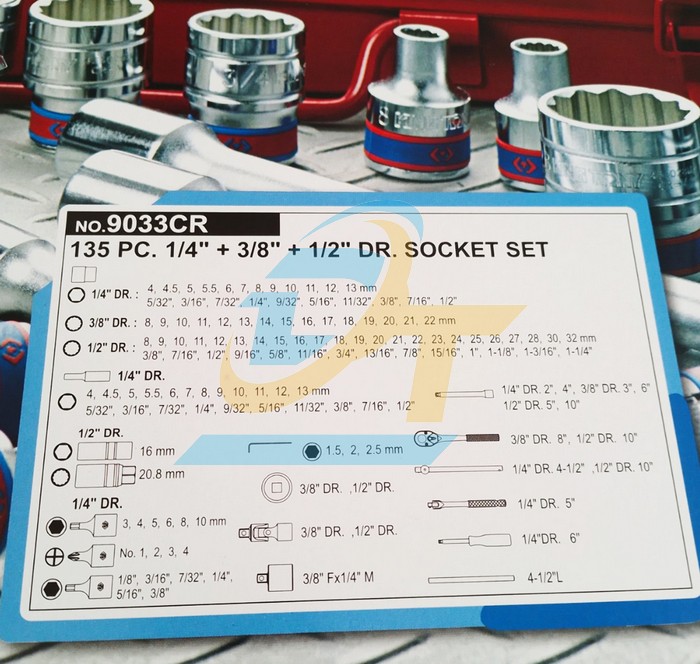 NO.9033CR
135 PC. 1/4" + 3/8" + 1/2" DR. SOCKET SET
1/4" DR. : 4, 4.5, 5, 5.5, 6, 7, 8, 9, 10, 11, 12, 13 mm
5/32", 3/16", 7/32", 1/4", 9/32", 5/16", 11/32", 3/8", 7/16", 1/2"
3/8" DR. : 8, 9, 10, 11, 12, 13, 14, 15, 16, 17, 18, 19, 20, 21, 22 mm
1/2" DR. : 8, 9, 10, 11, 12, 13, 14, 15, 16, 17, 18, 19, 20, 21, 22, 23, 24, 25, 26, 27, 28, 30, 32 mm
3/8", 7/16", 1/2", 9/16", 5/8", 11/16", 3/4", 13/16", 7/8", 15/16", 1", 1-1/8", 1-3/16", 1-1/4"
1/4" DR.
4, 4.5, 5, 5.5, 6, 7, 8, 9, 10, 11, 12, 13 mm
5/32", 3/16", 7/32", 1/4", 9/32", 5/16", 11/32", 3/8", 7/16", 1/2"
1/2" DR.
16 mm
20.8 mm
1/4" DR.
3, 4, 5, 6, 8, 10 mm
No. 1, 2, 3, 4
1/8", 3/16", 7/32", 1/4",
5/16", 3/8"
1.5, 2, 2.5 mm
3/8" DR. ,1/2" DR.
3/8" DR. ,1/2" DR.
3/8" Fx1/4" M
1/4" DR. 2", 4", 3/8" DR. 3", 6"
1/2" DR. 5", 10"
3/8" DR. 8", 1/2" DR. 10"
1/4" DR. 4-1/2" ,1/2" DR. 10"
1/4" DR. 5"
1/4"DR. 6"
4-1/2"L